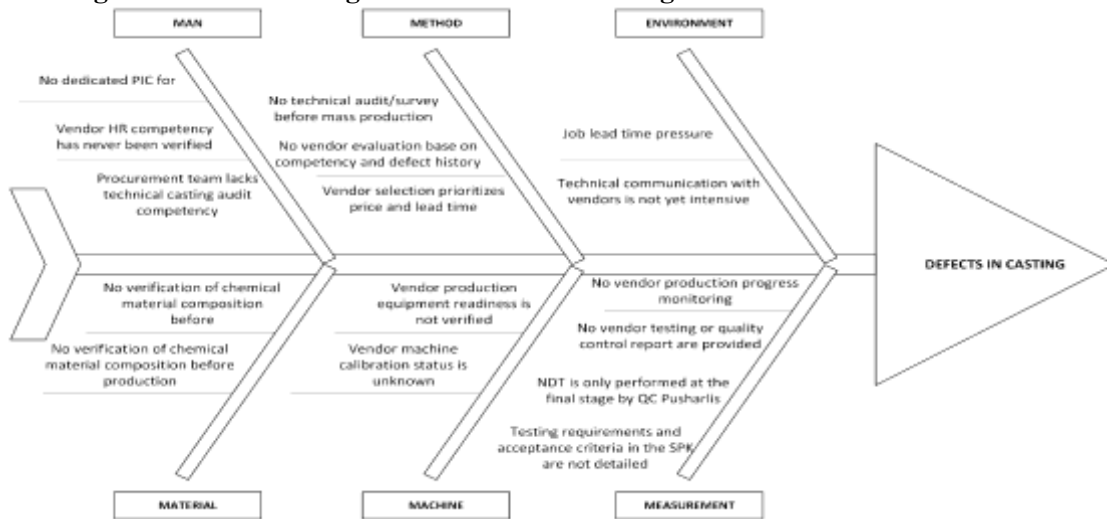 MAN
METHOD
ENVIRONMENT
No dedicated PIC for
Vendor HR competency
has never been verified
Procurement team lacks
technical casting audit
competency
No technical audit/survey
before mass production
No vendor evaluation base on
competency and defect history
Vendor selection prioritizes
price and lead time
Job lead time pressure
Technical communication with
vendors is not yet intensive
DEFECTS IN CASTING
No verification of chemical
material composition
before
No verification of chemical
material composition before
production
Vendor production
equipment readiness is
not verified
Vendor machine
calibration status is
unknown
No vendor production progress
monitoring
No vendor testing or quality
control report are provided
NDT is only performed at the
final stage by QC Pusharlis
Testing requirements and
acceptance criteria in the SPK
are not detailed
MATERIAL
MACHINE
MEASUREMENT